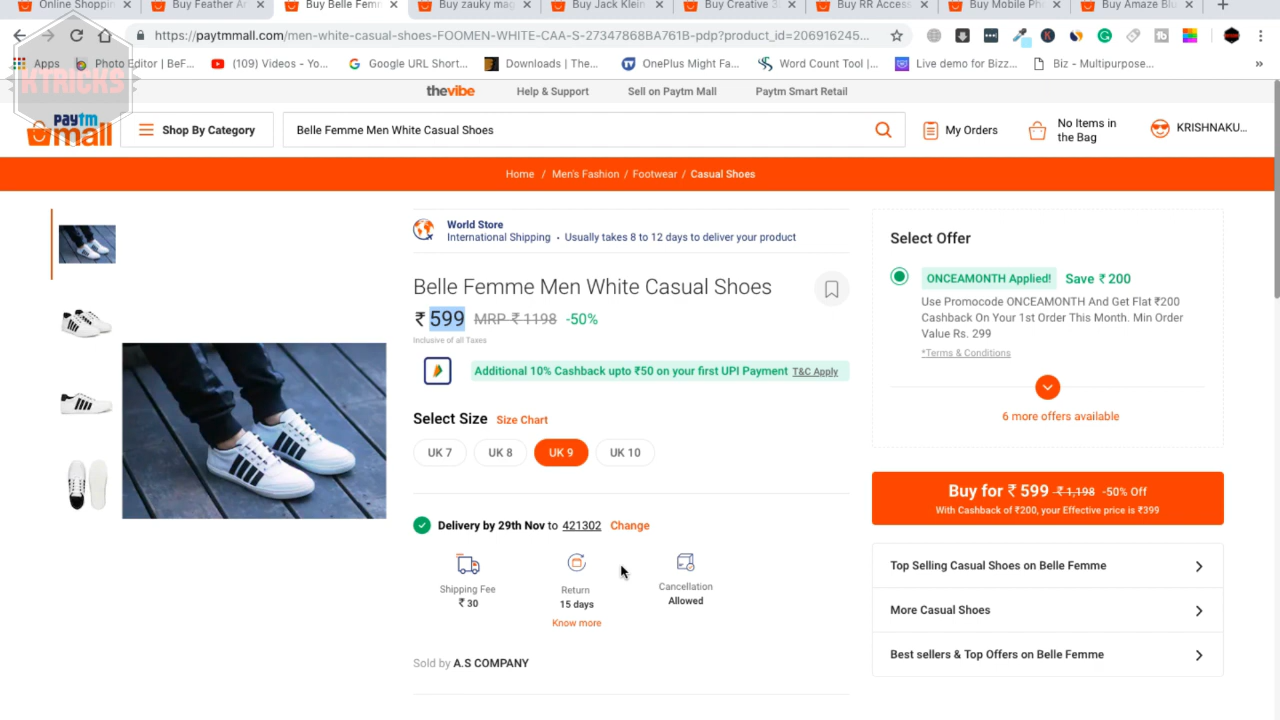 Online Shoppin
Buy Feather Ar
Buy Belle Femm
Buy zauky mag
Buy Jack Klein
Buy Creative 3
Buy RR Access
Buy Mobile Ph
Buy Amaze Blu
https://paytmmall.com/men-white-casual-shoes-FOOMEN-WHITE-CAA-S-27347868BA761B-pdp?product_id=206916245...
Apps
Photo Editor | BeF...
(109) Videos - Yo...
Google URL Short...
Downloads | The...
OnePlus Might Fa...
Word Count Tool |...
Live demo for Bizz...
Biz - Multipurpose...
»
KTRICKS
thevibe
Help & Support
Sell on Paytm Mall
Paytm Smart Retail
paytm
mall
Shop By Category
Belle Femme Men White Casual Shoes
My Orders
No Items in
the Bag
KRISHNAKU...
Home / Men's Fashion / Footwear / Casual Shoes
World Store
International Shipping • Usually takes 8 to 12 days to deliver your product
Belle Femme Men White Casual Shoes
₹ 599 MRP ₹ 1198 -50%
Inclusive of all Taxes
Additional 10% Cashback upto ₹50 on your first UPI Payment T&C Apply
Select Size Size Chart
UK 7 UK 8 UK 9 UK 10
Delivery by 29th Nov to 421302 Change
Shipping Fee
₹ 30
Return
15 days
Know more
Cancellation
Allowed
Sold by A.S COMPANY
Select Offer
ONCEAMONTH Applied! Save ₹ 200
Use Promocode ONCEAMONTH And Get Flat ₹200
Cashback On Your 1st Order This Month. Min Order
Value Rs. 299
*Terms & Conditions
6 more offers available
Buy for ₹ 599 ₹ 1,198 -50% Off
With Cashback of ₹200, your Effective price is ₹399
Top Selling Casual Shoes on Belle Femme
More Casual Shoes
Best sellers & Top Offers on Belle Femme